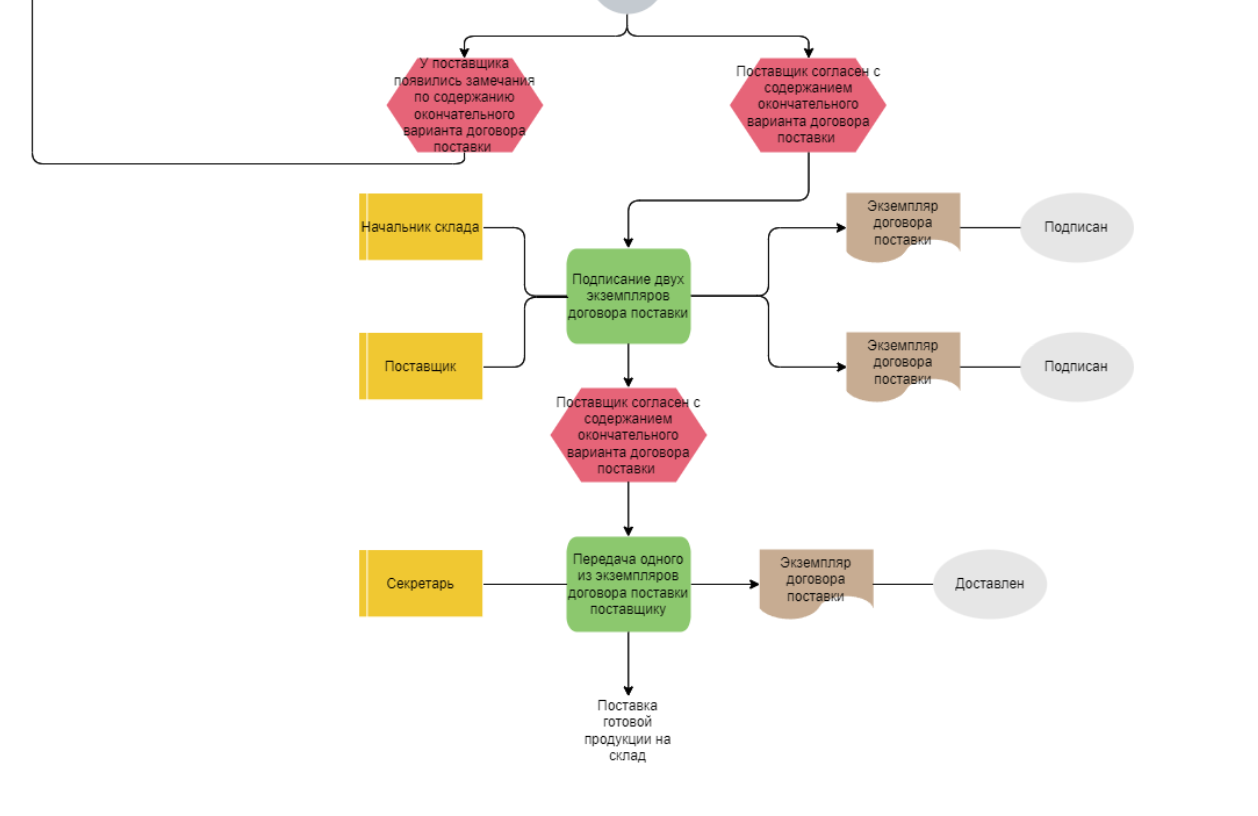 У поставщика
появились замечания
по содержанию
окончательного
варианта договора
поставки
Поставщик согласен с
содержанием
окончательного
варианта договора
поставки
Начальник склада
Подписание двух
экземпляров
договора поставки
Экземпляр
договора
поставки
Подписан
Поставщик
Экземпляр
договора
поставки
Подписан
Поставщик согласен с
содержанием
окончательного
варианта договора
поставки
Секретарь
Передача одного
из экземпляров
договора поставки
поставщику
Экземпляр
договора
поставки
Доставлен
Поставка
готовой
продукции на
склад